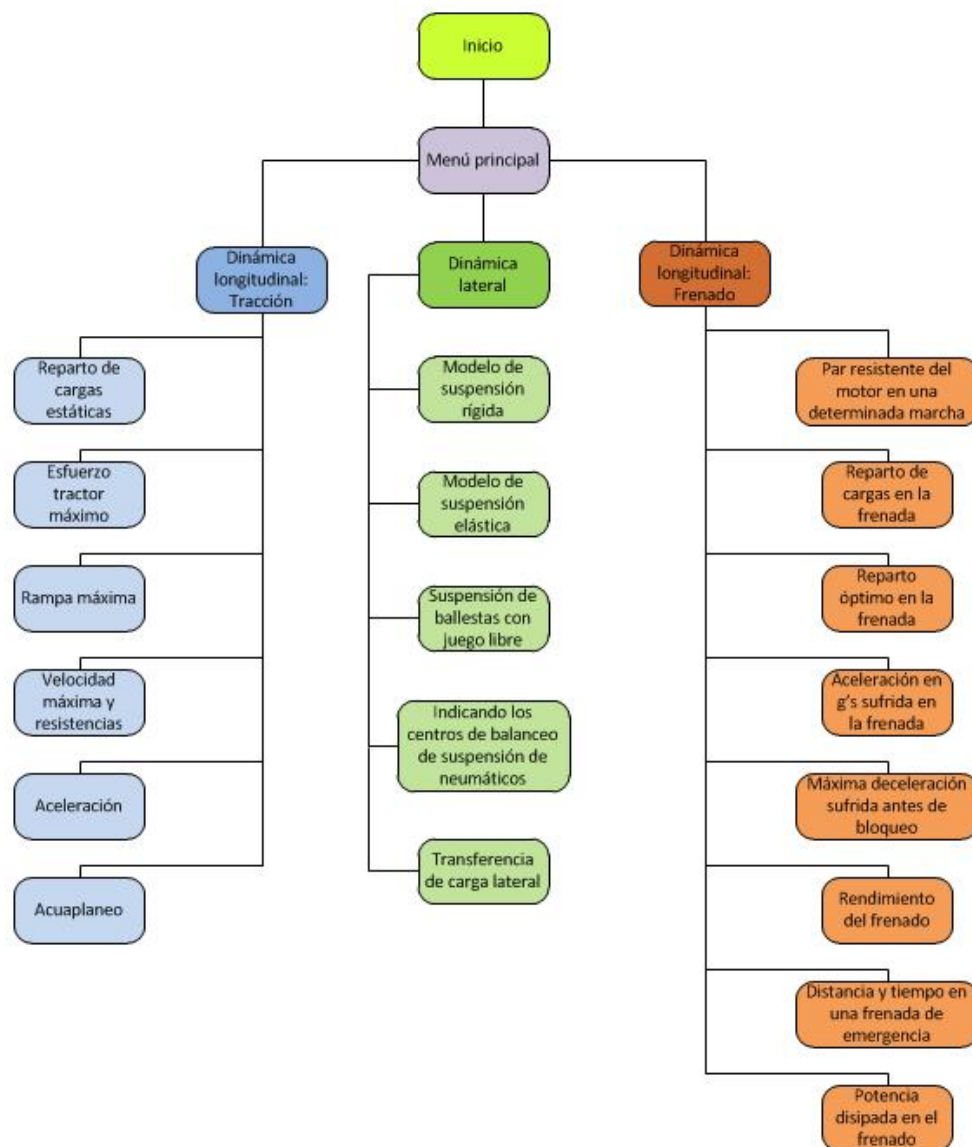 Inicio
Menú principal
Dinámica
longitudinal:
Tracción
Reparto de
cargas
estáticas
Esfuerzo
tractor
máximo
Rampa máxima
Velocidad
máxima y
resistencias
Aceleración
Acuaplaneo
Dinámica
lateral
Modelo de
suspensión
rígida
Modelo de
suspensión
elástica
Suspensión de
ballestas con
juego libre
Indicando los
centros de balanceo
de suspensión de
neumáticos
Transferencia
de carga lateral
Dinámica
longitudinal:
Frenado
Par resistente del
motor en una
determinada marcha
Reparto de
cargas en la
frenada
Reparto
óptimo en la
frenada
Aceleración en
g's sufrida en
la frenada
Máxima deceleración
sufrida antes de
bloqueo
Rendimiento
del frenado
Distancia y tiempo en
una frenada de
emergencia
Potencia
disipada en el
frenado